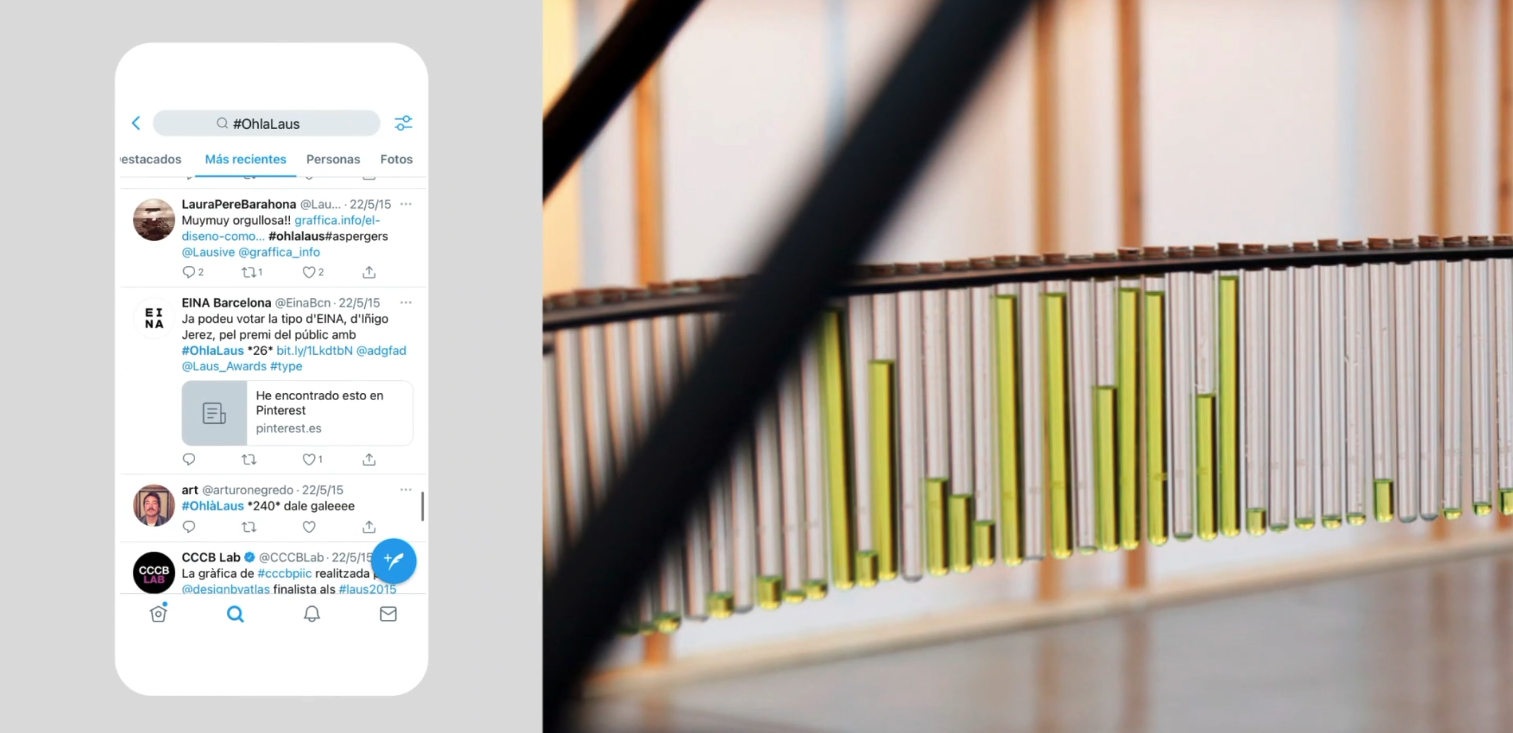 #OhlaLaus
estacados Más recientes Personas Fotos
LauraPereBarahona @Lau... · 22/5/15
Muymuy orgullosa!! graffica.info/el-
diseno-como... #ohlalaus#aspergers
@Lausive @graffica_info
2 1 2
EINA Barcelona @EinaBcn · 22/5/15
EI
NA
Ja podeu votar la tipo d'EINA, d'Iñigo
Jerez, pel premi del públic amb
#OhlaLaus *26* bit.ly/1LkdtbN @adgfad
@Laus_Awards #type
He encontrado esto en
Pinterest
pinterest.es
1
art @arturonegredo · 22/5/15
#OhlàLaus *240* dale galeeee
CCCB Lab @CCCBLab · 22/5/15
CCCB
LAB
La gràfica de #cccbpiic realitzada
@designbyatlas finalista als #laus2015